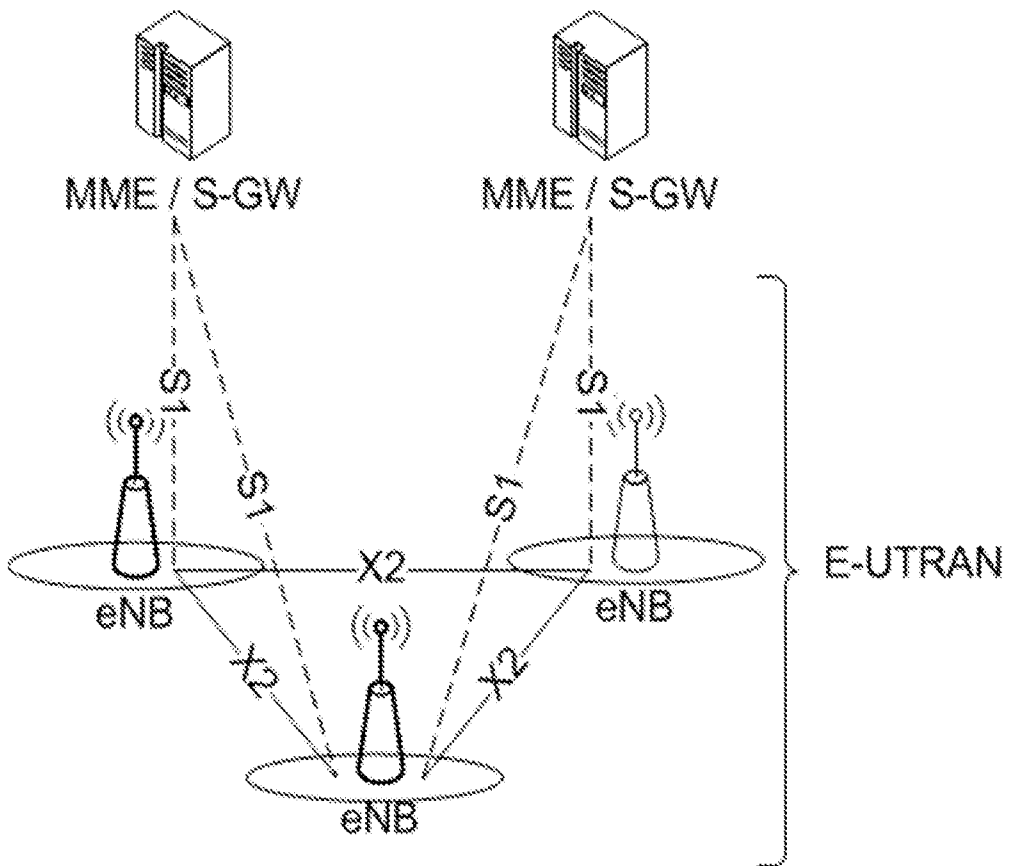 MME / S-GW
MME / S-GW
S1
S1
S1
S1
X2
E-UTRAN
eNB
eNB
X2
X2
eNB